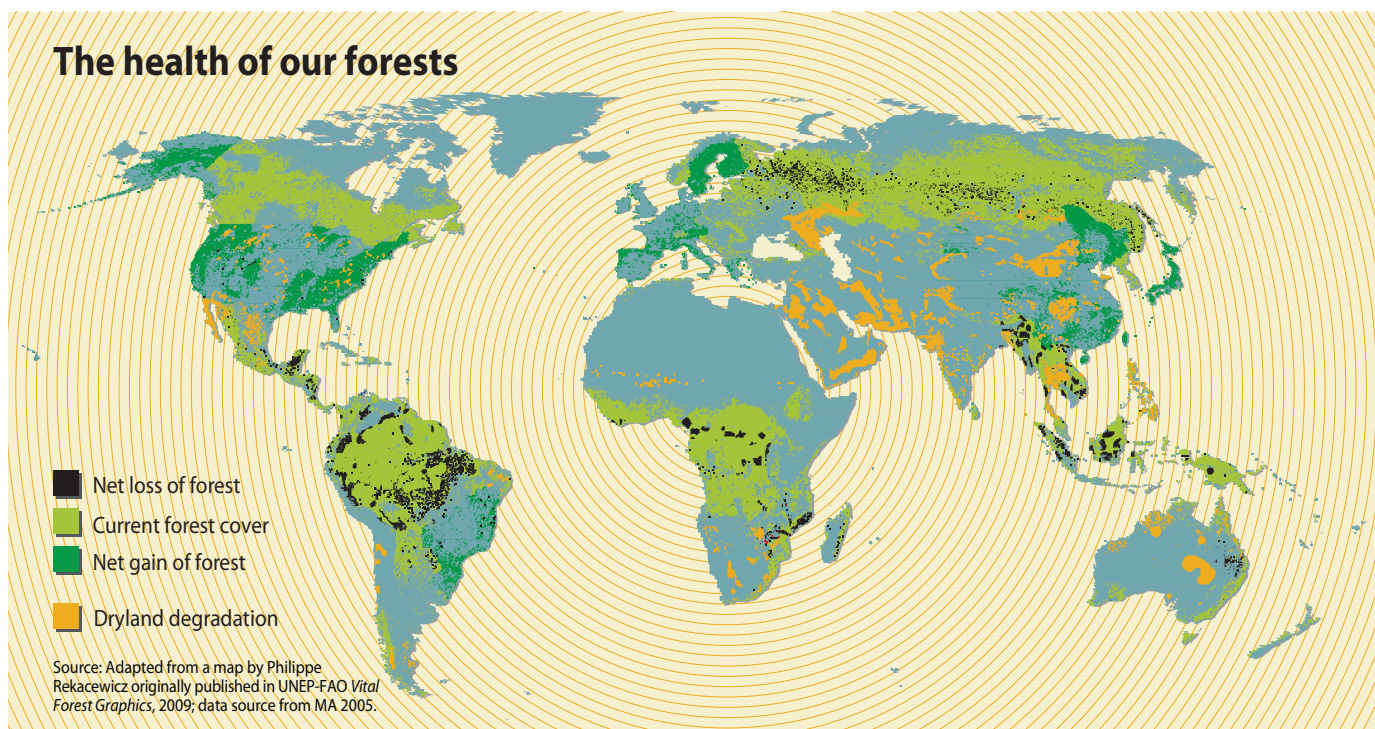 The health of our forests
Net loss of forest
Current forest cover
Net gain of forest
Dryland degradation
Source: Adapted from a map by Philippe
Rekacewicz originally published in UNEP-FAO Vital
Forest Graphics, 2009; data source from MA 2005.